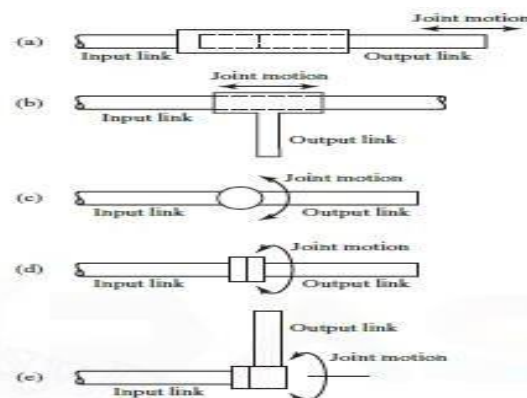 Joint motion
(a)
Input link
Output link
Joint motion
(b)
Input link
Output link
Joint motion
(c)
Input link
Output link
Joint motion
(d)
Input link
Output link
Output link
Joint motion
(e)
Input link